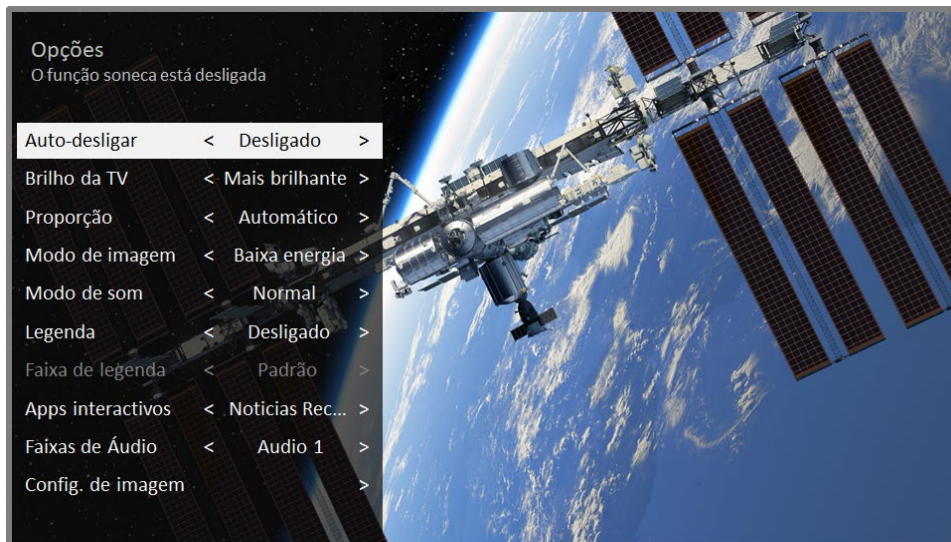 Opções
O função soneca está desligada
Auto-desligar < Desligado >
Brilho da TV < Mais brilhante >
Proporção < Automático >
Modo de imagem < Baixa energia >
Modo de som < Normal >
Legenda < Desligado >
Faixa de legenda < Padrão >
Apps interactivos < Noticias Rec... >
Faixas de Áudio < Audio 1 >
Config. de imagem >